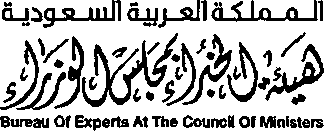 المملكة العربية السعودية
هيئة الخبراء بمجلس الوزراء
Bureau Of Experts At The Council Of Ministers